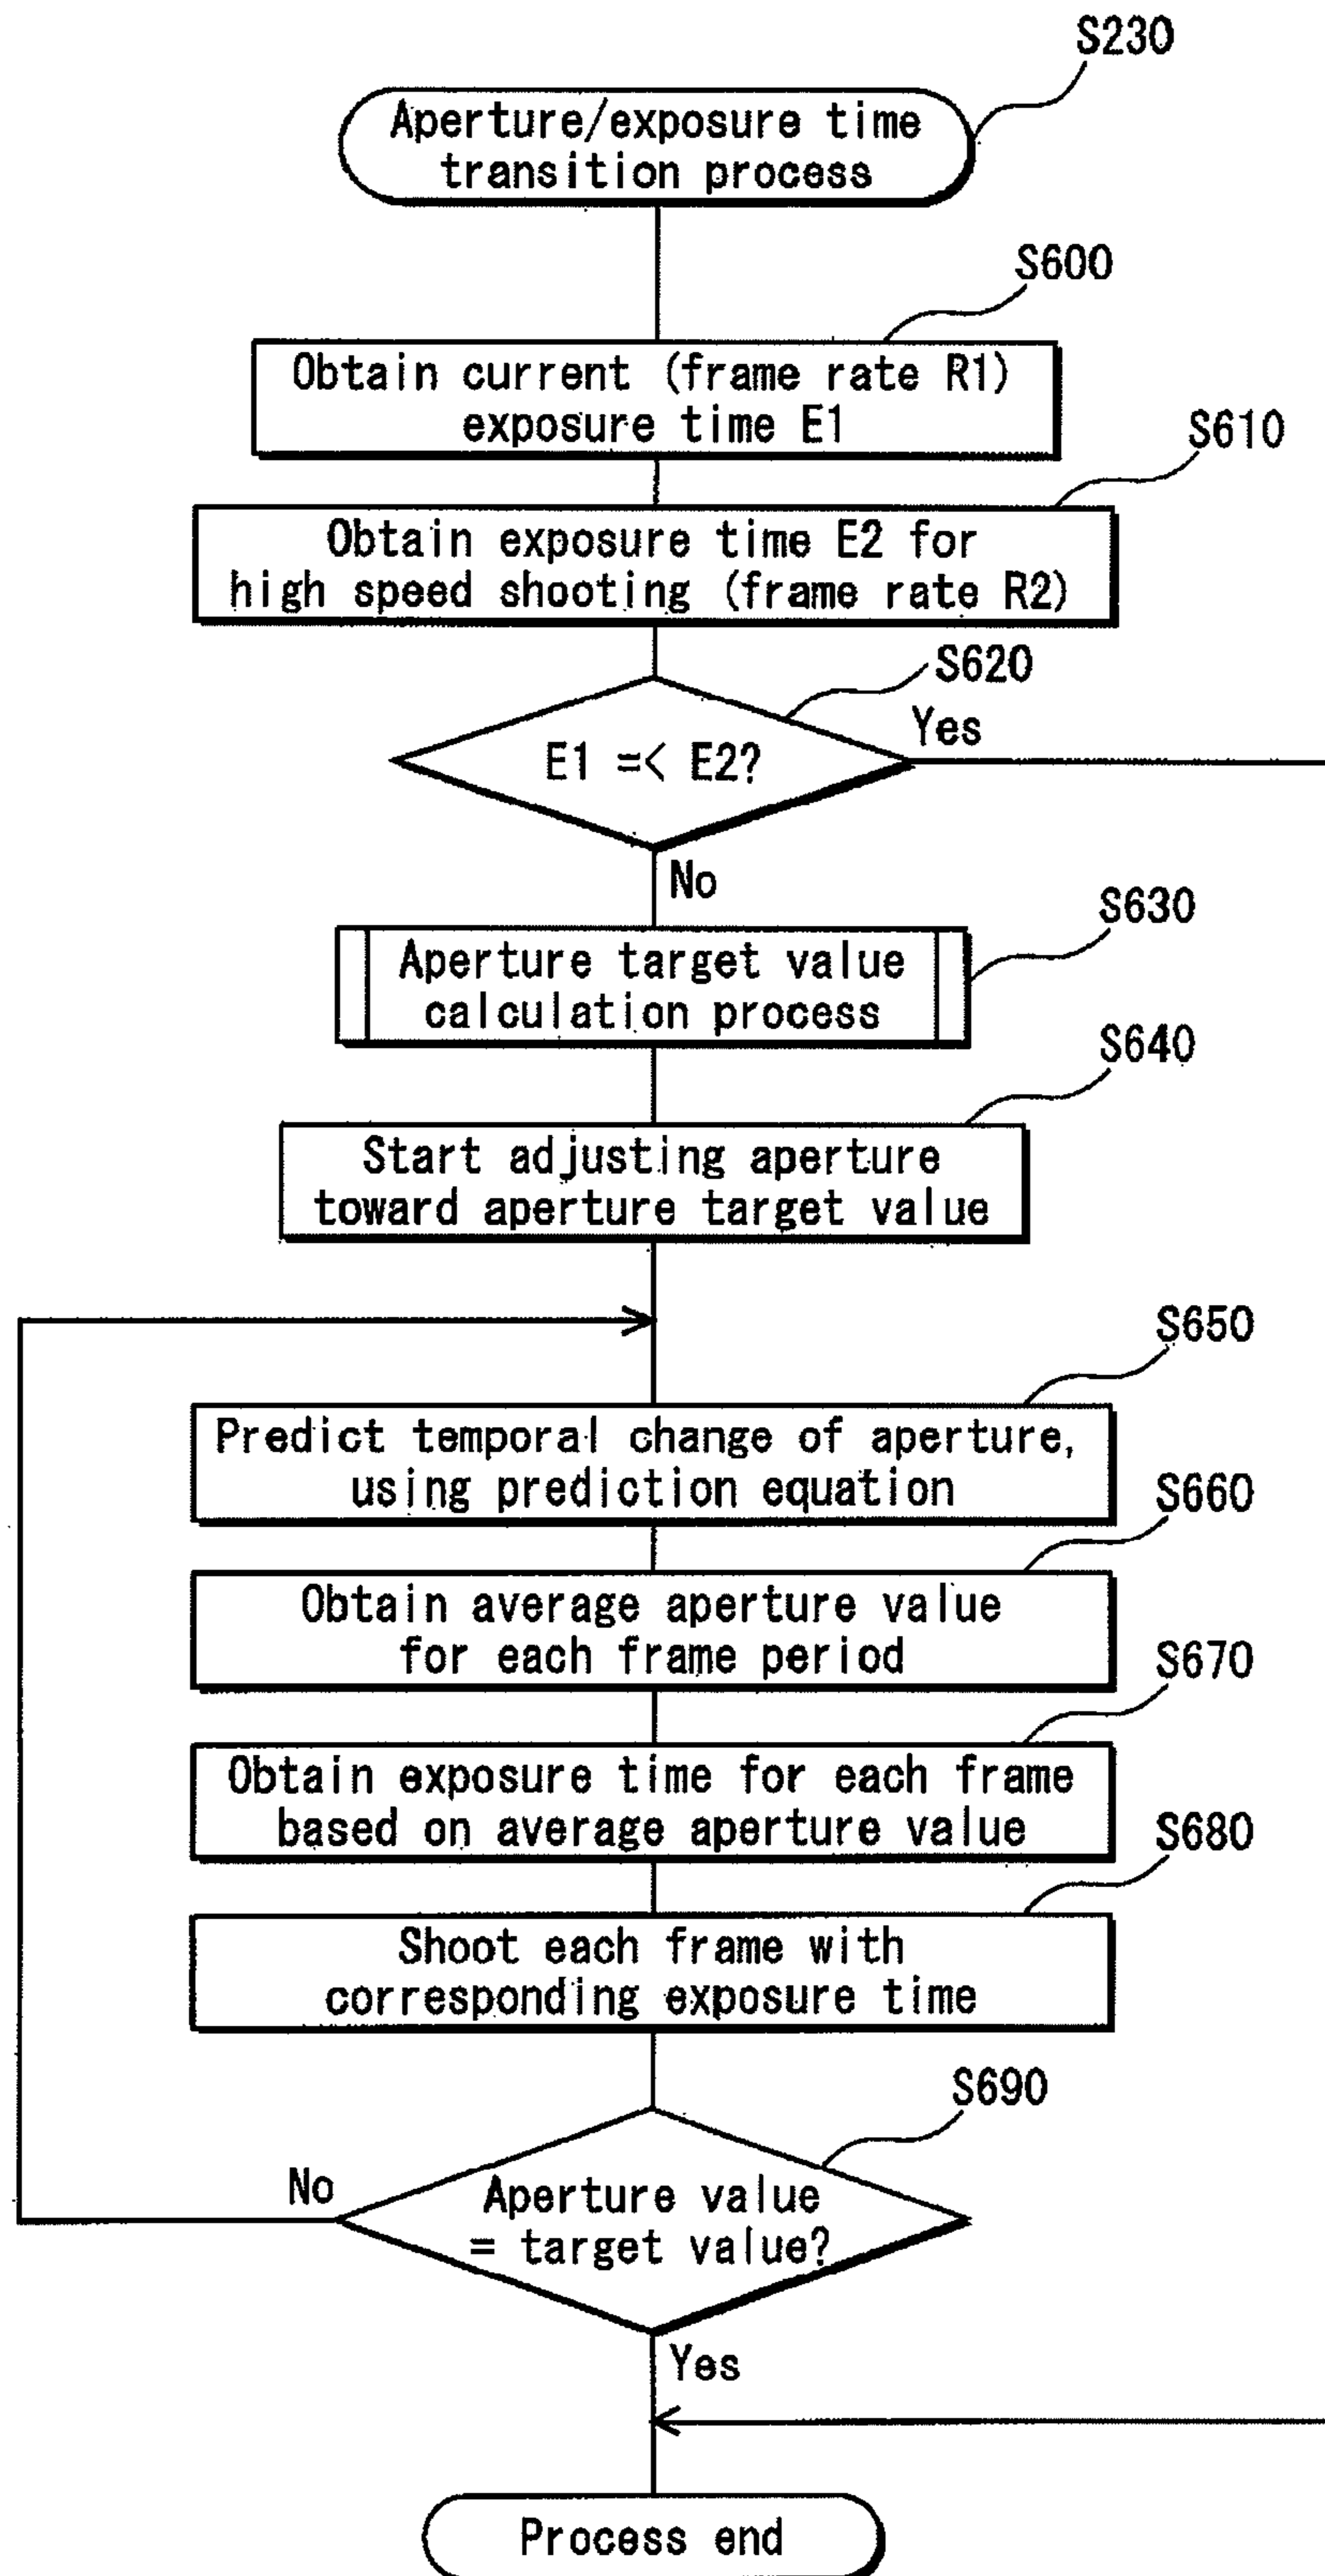 S230
Aperture/exposure time
transition process
S600
Obtain current (frame rate R1)
exposure time E1
S610
Obtain exposure time E2 for
high speed shooting (frame rate R2)
S620
E1 =< E2?
Yes
No
S630
Aperture target value
calculation process
S640
Start adjusting aperture
toward aperture target value
S650
Predict temporal change of aperture,
using prediction equation
S660
Obtain average aperture value
for each frame period
S670
Obtain exposure time for each frame
based on average aperture value
S680
Shoot each frame with
corresponding exposure time
S690
No
Aperture value
= target value?
Yes
Process end